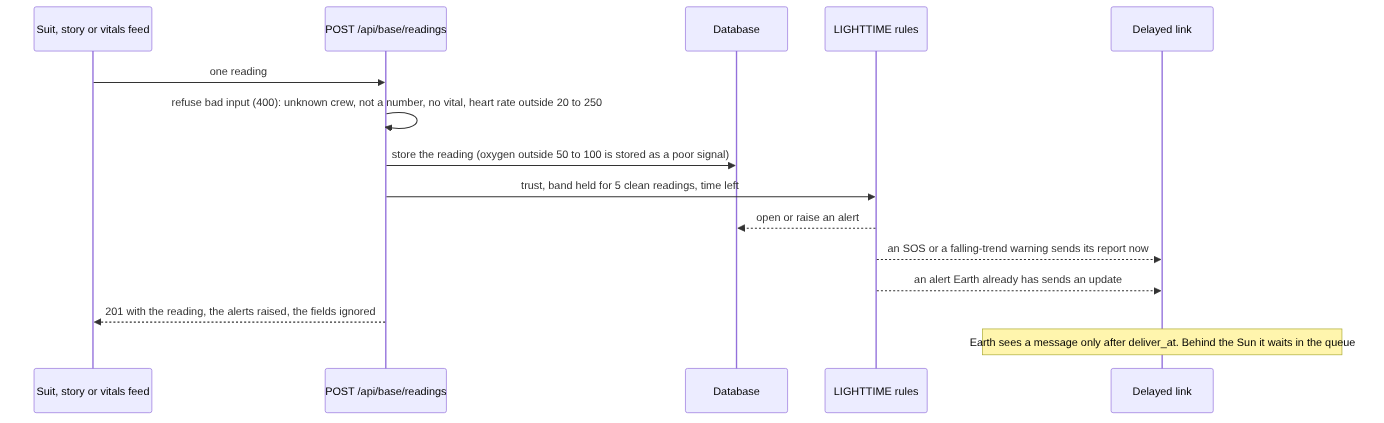 Suit, story or vitals feed
POST /api/base/readings
Database
LIGHTTIME rules
Delayed link
one reading
refuse bad input (400): unknown crew, not a number, no vital, heart rate outside 20 to 250
store the reading (oxygen outside 50 to 100 is stored as a poor signal)
trust, band held for 5 clean readings, time left
open or raise an alert
an SOS or a falling-trend warning sends its report now
an alert Earth already has sends an update
201 with the reading, the alerts raised, the fields ignored
Earth sees a message only after deliver_at. Behind the Sun it waits in the queue
Suit, story or vitals feed
POST /api/base/readings
Database
LIGHTTIME rules
Delayed link